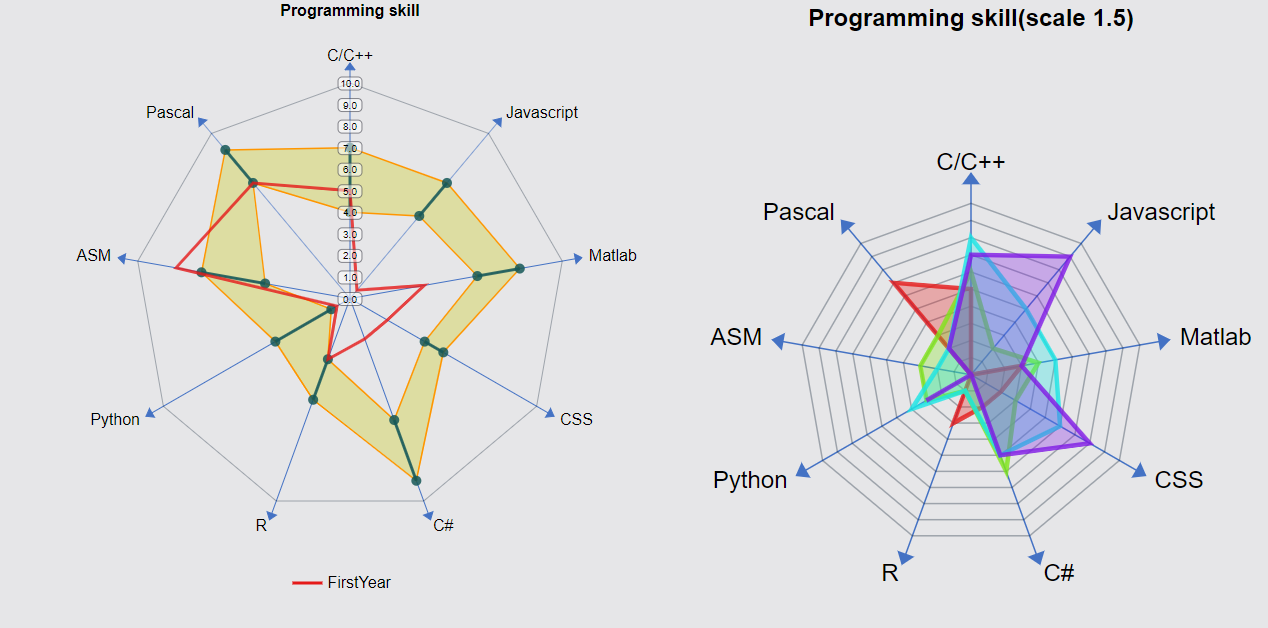 Programming skill
C/C++
10.0
9.0
8.0
7.0
6.0
5.0
4.0
3.0
2.0
1.0
0.0
Javascript
Matlab
CSS
C#
R
Python
ASM
Pascal
FirstYear
Programming skill(scale 1.5)
C/C++
Javascript
Matlab
CSS
C#
R
Python
ASM
Pascal